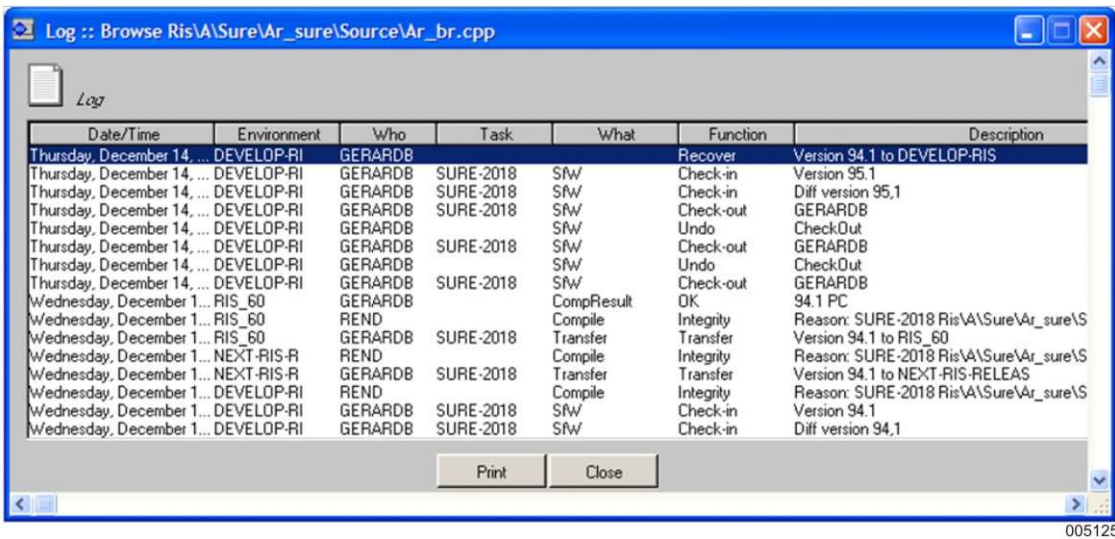 Log :: Browse Ris\A\Sure\Ar_sure\Source\Ar_br.cpp
Log
Date/Time Environment Who Task What Function Description
Thursday, December 14, ... DEVELOP-RI GERARDB Recover Version 94.1 to DEVELOP-RIS
Thursday, December 14, ... DEVELOP-RI GERARDB SURE-2018 SfW Check-in Version 95.1
Thursday, December 14, ... DEVELOP-RI GERARDB SURE-2018 SfW Check-in Diff version 95,1
Thursday, December 14, ... DEVELOP-RI GERARDB SURE-2018 SfW Check-out GERARDB
Thursday, December 14, ... DEVELOP-RI GERARDB SfW Undo CheckOut
Thursday, December 14, ... DEVELOP-RI GERARDB SURE-2018 SfW Check-out GERARDB
Thursday, December 14, ... DEVELOP-RI GERARDB SfW Undo CheckOut
Thursday, December 14, ... DEVELOP-RI GERARDB SURE-2018 SfW Check-out GERARDB
Wednesday, December 1... RIS_60 GERARDB CompResult OK 94.1 PC
Wednesday, December 1... RIS_60 REND Compile Integrity Reason: SURE-2018 Ris\A\Sure\Ar_sure\S
Wednesday, December 1... RIS_60 GERARDB SURE-2018 Transfer Transfer Version 94.1 to RIS_60
Wednesday, December 1... NEXT-RIS-R REND Compile Integrity Reason: SURE-2018 Ris\A\Sure\Ar_sure\S
Wednesday, December 1... NEXT-RIS-R GERARDB SURE-2018 Transfer Transfer Version 94.1 to NEXT-RIS-RELEAS
Wednesday, December 1... DEVELOP-RI REND Compile Integrity Reason: SURE-2018 Ris\A\Sure\Ar_sure\S
Wednesday, December 1... DEVELOP-RI GERARDB SURE-2018 SfW Check-in Version 94.1
Wednesday, December 1... DEVELOP-RI GERARDB SURE-2018 SfW Check-in Diff version 94,1
Print Close
005125